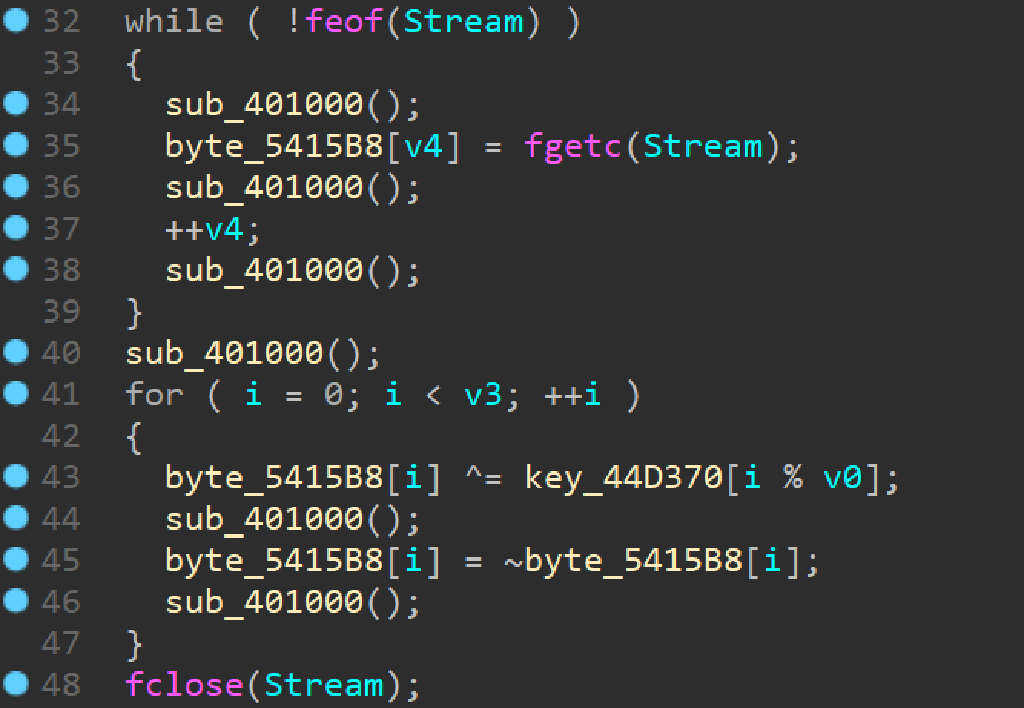 32 while ( !feof(Stream) )
33 {
34 sub_401000();
35 byte_5415B8[v4] = fgetc(Stream);
36 sub_401000();
37 ++v4;
38 sub_401000();
39 }
40 sub_401000();
41 for ( i = 0; i < v3; ++i )
42 {
43 byte_5415B8[i] ^= key_44D370[i % v0];
44 sub_401000();
45 byte_5415B8[i] = ~byte_5415B8[i];
46 sub_401000();
47 }
48 fclose(Stream);